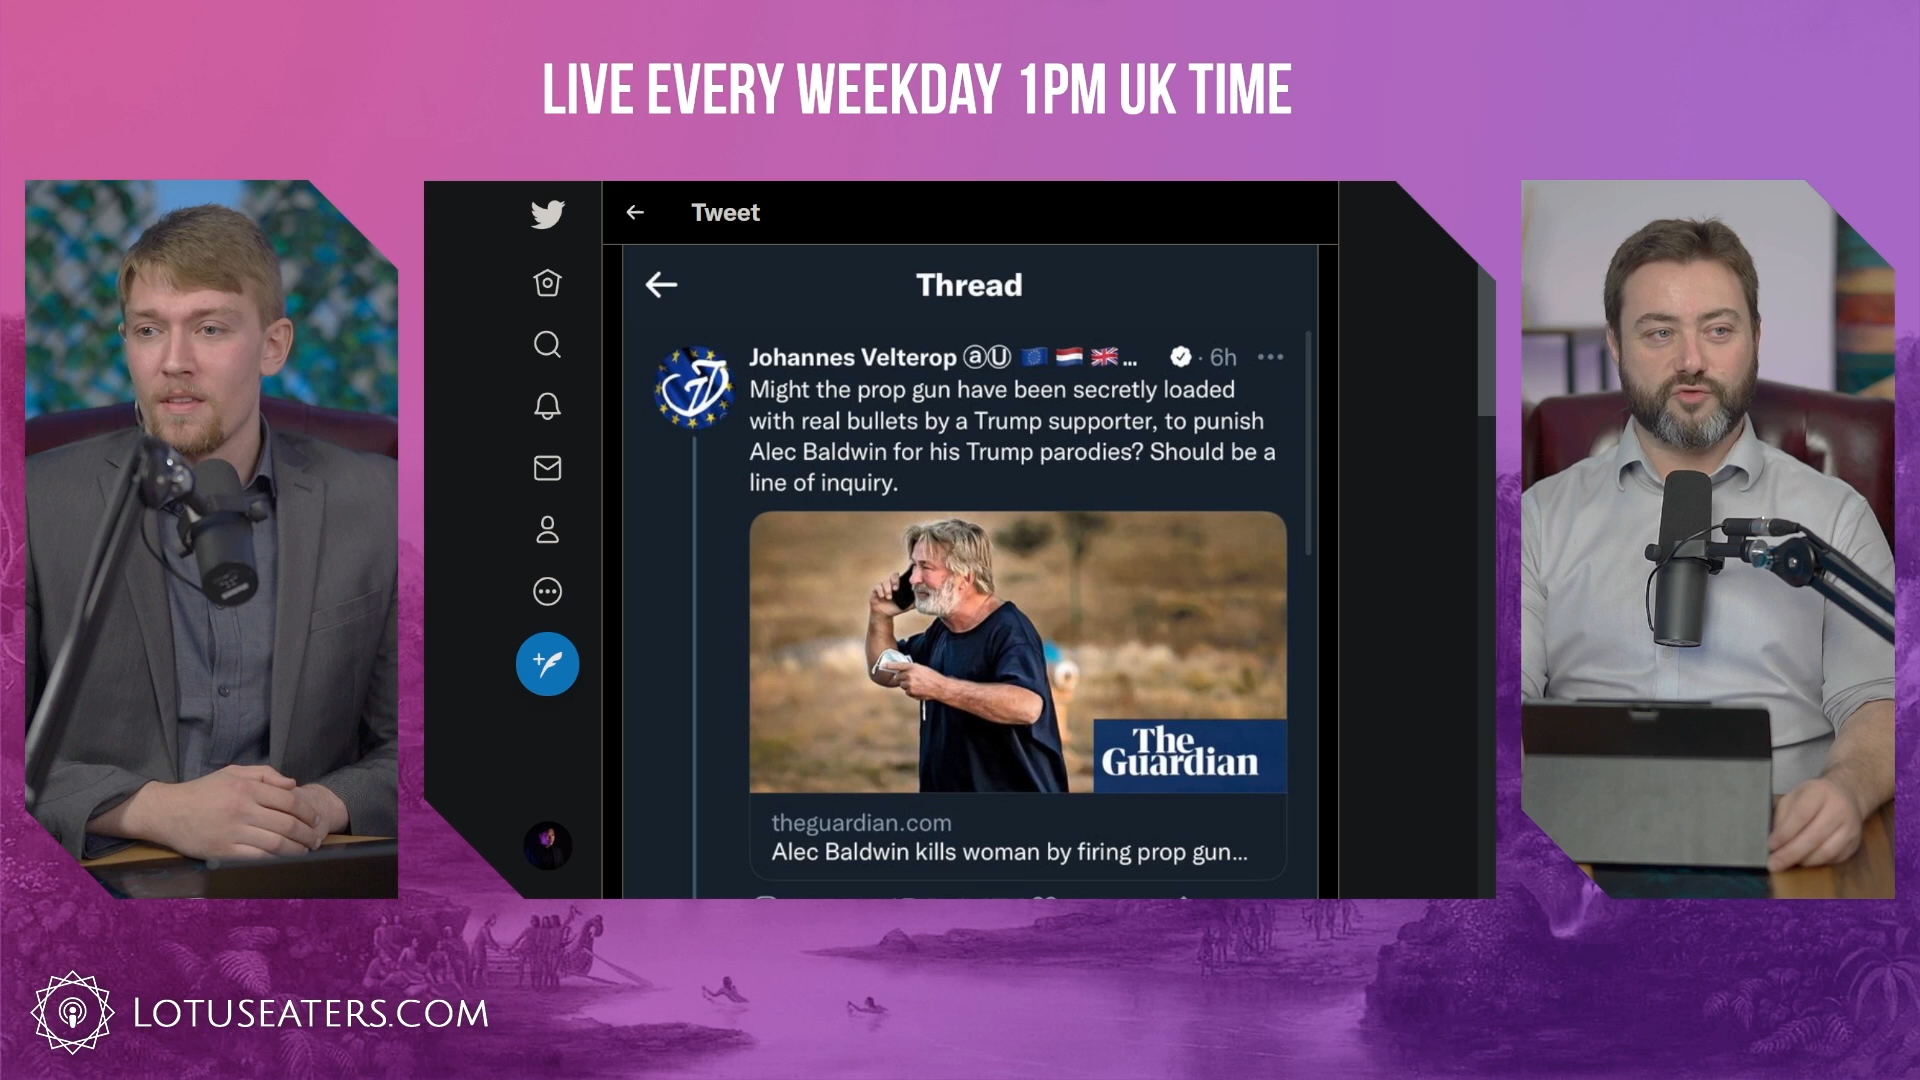 LIVE EVERY WEEKDAY 1PM UK TIME
Tweet
Thread
Johannes Velterop ⓐⓊ 🇪🇺 🇳🇱 🇬🇧 ... · 6h
Might the prop gun have been secretly loaded
with real bullets by a Trump supporter, to punish
Alec Baldwin for his Trump parodies? Should be a
line of inquiry.
The
Guardian
theguardian.com
Alec Baldwin kills woman by firing prop gun...
LOTUSEATERS.COM